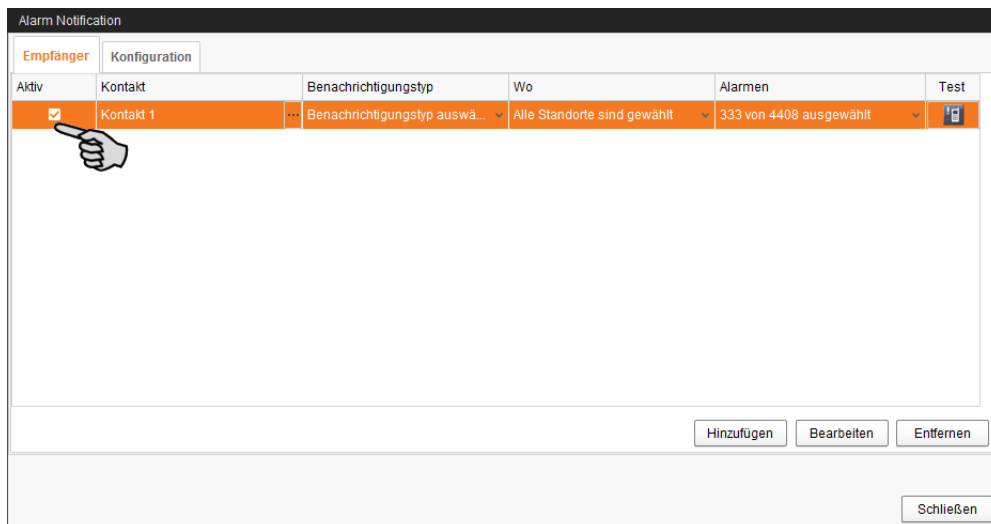 Alarm Notification
Empfänger Konfiguration
Aktiv Kontakt Benachrichtigungstyp Wo Alarmen Test
Kontakt 1 ... Benachrichtigungstyp auswä... Alle Standorte sind gewählt 333 von 4408 ausgewählt
Hinzufügen Bearbeiten Entfernen
Schließen